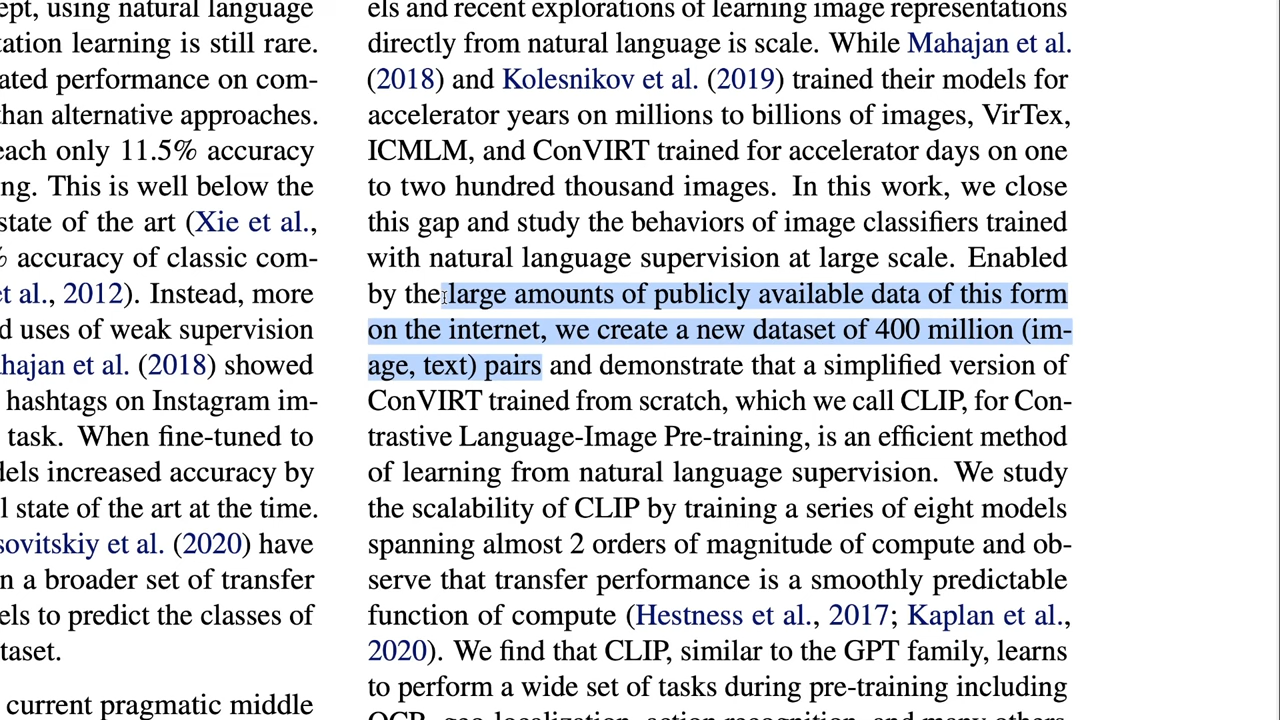 ept, using natural language
tation learning is still rare.
ated performance on com-
than alternative approaches.
each only 11.5% accuracy
ng. This is well below the
state of the art (Xie et al.,
% accuracy of classic com-
et al., 2012). Instead, more
d uses of weak supervision
ahajan et al. (2018) showed
hashtags on Instagram im-
task. When fine-tuned to
dels increased accuracy by
l state of the art at the time.
sovitskiy et al. (2020) have
n a broader set of transfer
els to predict the classes of
taset.
current pragmatic middle
els and recent explorations of learning image representations
directly from natural language is scale. While Mahajan et al.
(2018) and Kolesnikov et al. (2019) trained their models for
accelerator years on millions to billions of images, VirTex,
ICMLM, and ConVIRT trained for accelerator days on one
to two hundred thousand images. In this work, we close
this gap and study the behaviors of image classifiers trained
with natural language supervision at large scale. Enabled
by the large amounts of publicly available data of this form
on the internet, we create a new dataset of 400 million (im-
age, text) pairs and demonstrate that a simplified version of
ConVIRT trained from scratch, which we call CLIP, for Con-
trastive Language-Image Pre-training, is an efficient method
of learning from natural language supervision. We study
the scalability of CLIP by training a series of eight models
spanning almost 2 orders of magnitude of compute and ob-
serve that transfer performance is a smoothly predictable
function of compute (Hestness et al., 2017; Kaplan et al.,
2020). We find that CLIP, similar to the GPT family, learns
to perform a wide set of tasks during pre-training including
OCR, geo-localization, action recognition, and many others.